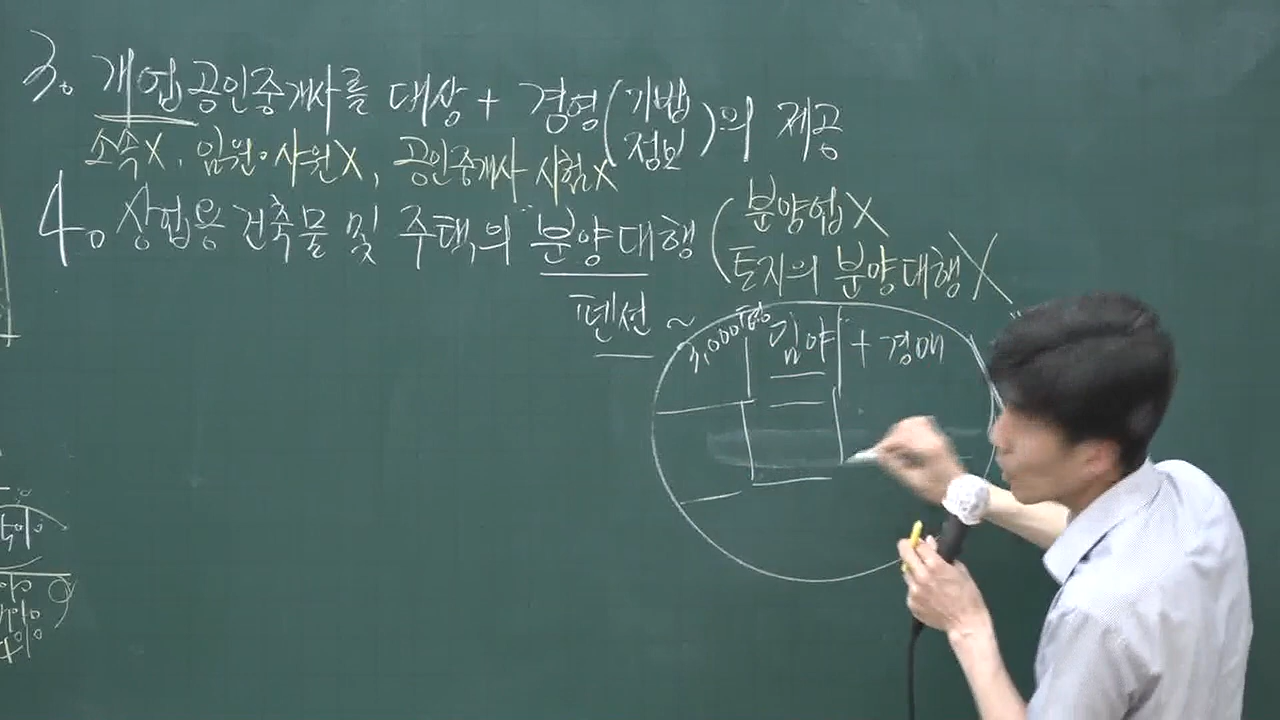 3. 개업공인중개사를 대상 + 경영(기법 정보)의 제공
소속X, 임원·사원X, 공인중개사 시험X
4. 상업용 건축물 및 주택의 분양대행 (분양업X
토지의 분양대행X
펜션 ~
3,000 임야 + 경매